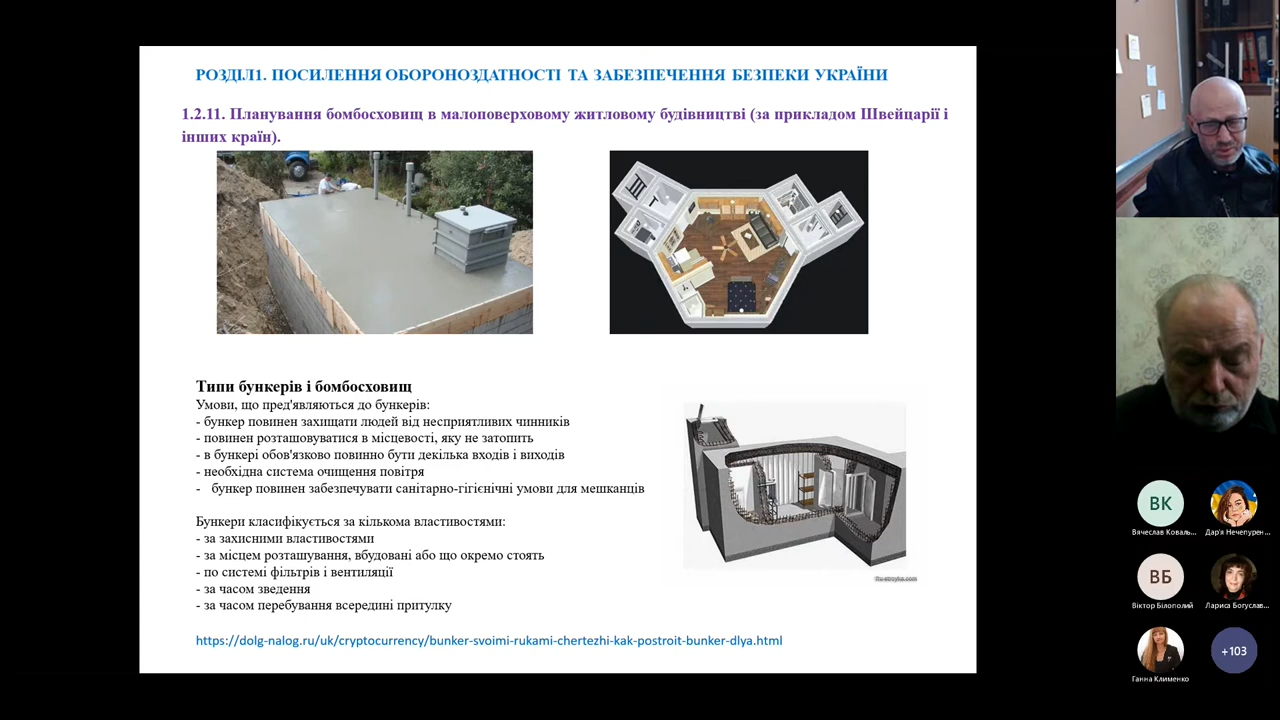 РОЗДІЛ1. ПОСИЛЕННЯ ОБОРОНОЗДАТНОСТІ ТА ЗАБЕЗПЕЧЕННЯ БЕЗПЕКИ УКРАЇНИ
1.2.11. Планування бомбосховищ в малоповерховому житловому будівництві (за прикладом Швейцарії і
інших країн).
Типи бункерів і бомбосховищ
Умови, що пред'являються до бункерів:
- бункер повинен захищати людей від несприятливих чинників
- повинен розташовуватися в місцевості, яку не затопить
- в бункері обов'язково повинно бути декілька входів і виходів
- необхідна система очищення повітря
- бункер повинен забезпечувати санітарно-гігієнічні умови для мешканців
Бункери класифікується за кількома властивостями:
- за захисними властивостями
- за місцем розташування, вбудовані або що окремо стоять
- по системі фільтрів і вентиляції
- за часом зведення
- за часом перебування всередині притулку
https://dolg-nalog.ru/uk/cryptocurrency/bunker-svoimi-rukami-chertezhi-kak-postroit-bunker-dlya.html
ВК
Вячеслав Коваль...
Дар'я Нечепурен...
ВБ
Віктор Білополий
Лариса Богуслав...
Ганна Клименко
+103